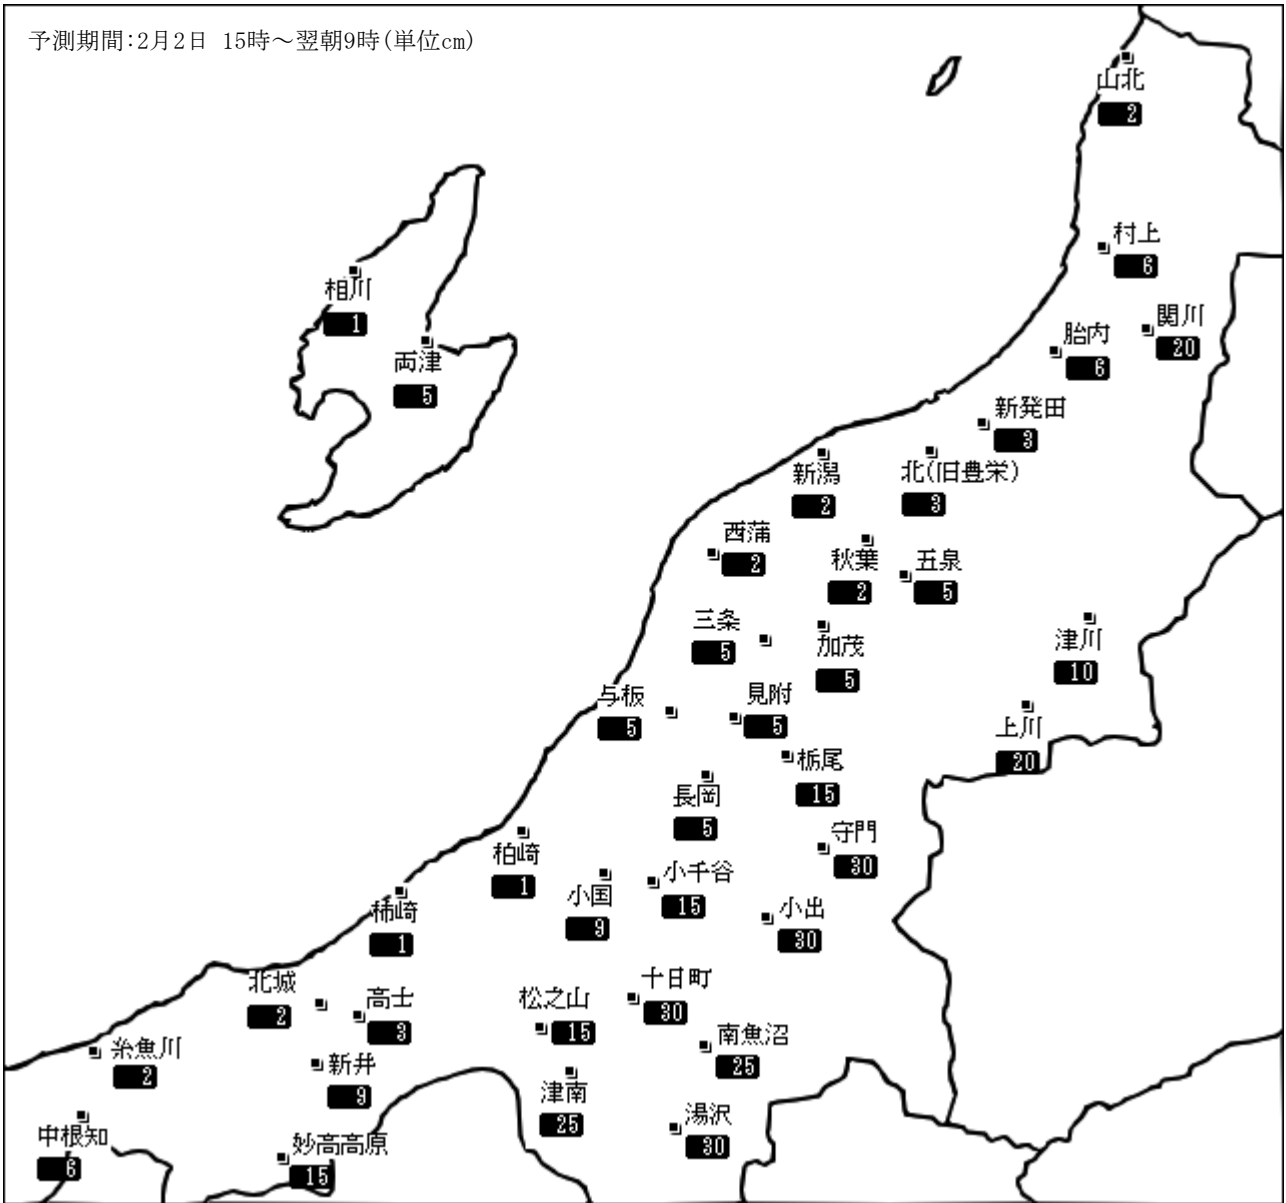 予測期間:2月2日 15時～翌朝9時(単位cm)
山北
2
村上
6
相川
1
関川
20
胎内
6
両津
5
新発田
3
新潟
2
北(旧豊栄)
3
西蒲
2
秋葉
2
五泉
5
三条
5
加茂
5
津川
10
与板
5
見附
5
上川
20
栃尾
15
長岡
5
守門
30
柏崎
1
小国
9
小千谷
15
小出
30
柿崎
1
北城
2
高士
3
松之山
15
十日町
30
南魚沼
25
糸魚川
2
新井
9
津南
25
湯沢
30
中根知
6
妙高高原
15